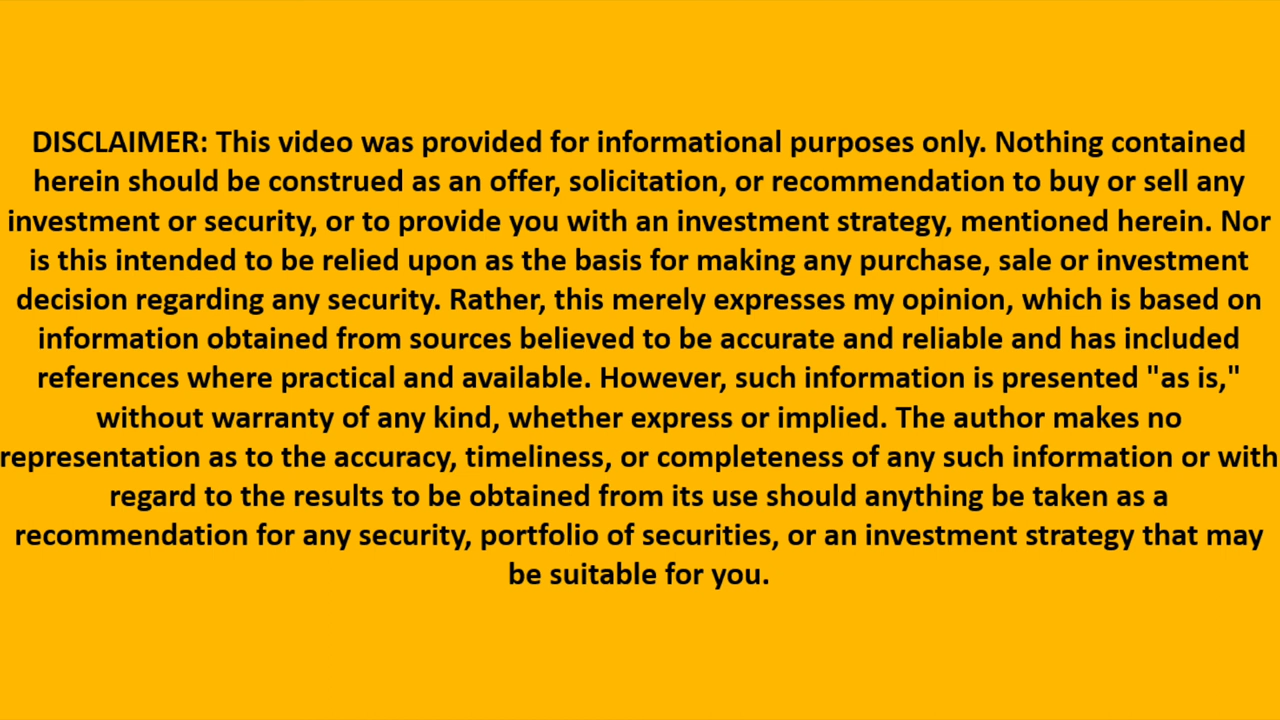 DISCLAIMER: This video was provided for informational purposes only. Nothing contained
herein should be construed as an offer, solicitation, or recommendation to buy or sell any
investment or security, or to provide you with an investment strategy, mentioned herein. Nor
is this intended to be relied upon as the basis for making any purchase, sale or investment
decision regarding any security. Rather, this merely expresses my opinion, which is based on
information obtained from sources believed to be accurate and reliable and has included
references where practical and available. However, such information is presented "as is,"
without warranty of any kind, whether express or implied. The author makes no
representation as to the accuracy, timeliness, or completeness of any such information or with
regard to the results to be obtained from its use should anything be taken as a
recommendation for any security, portfolio of securities, or an investment strategy that may
be suitable for you.